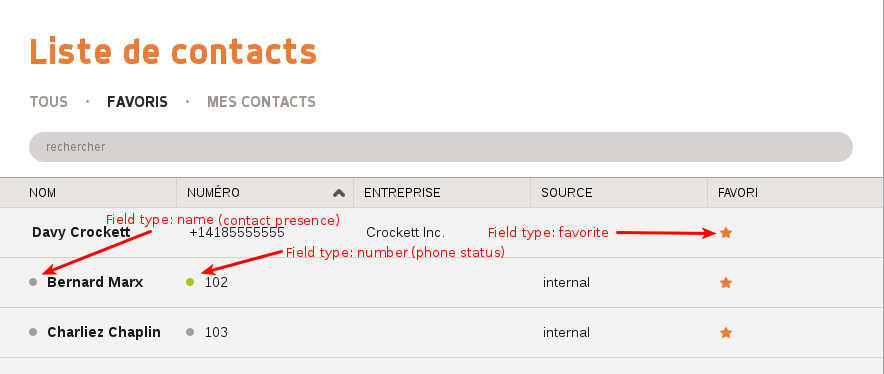 Liste de contacts
TOUS • FAVORIS • MES CONTACTS
rechercher
NOM NUMÉRO ENTREPRISE SOURCE FAVORI
Field type: name (contact presence)
Davy Crockett +14185555555 Crockett Inc. Field type: favorite
Field type: number (phone status)
Bernard Marx 102 internal
Charliez Chaplin 103 internal